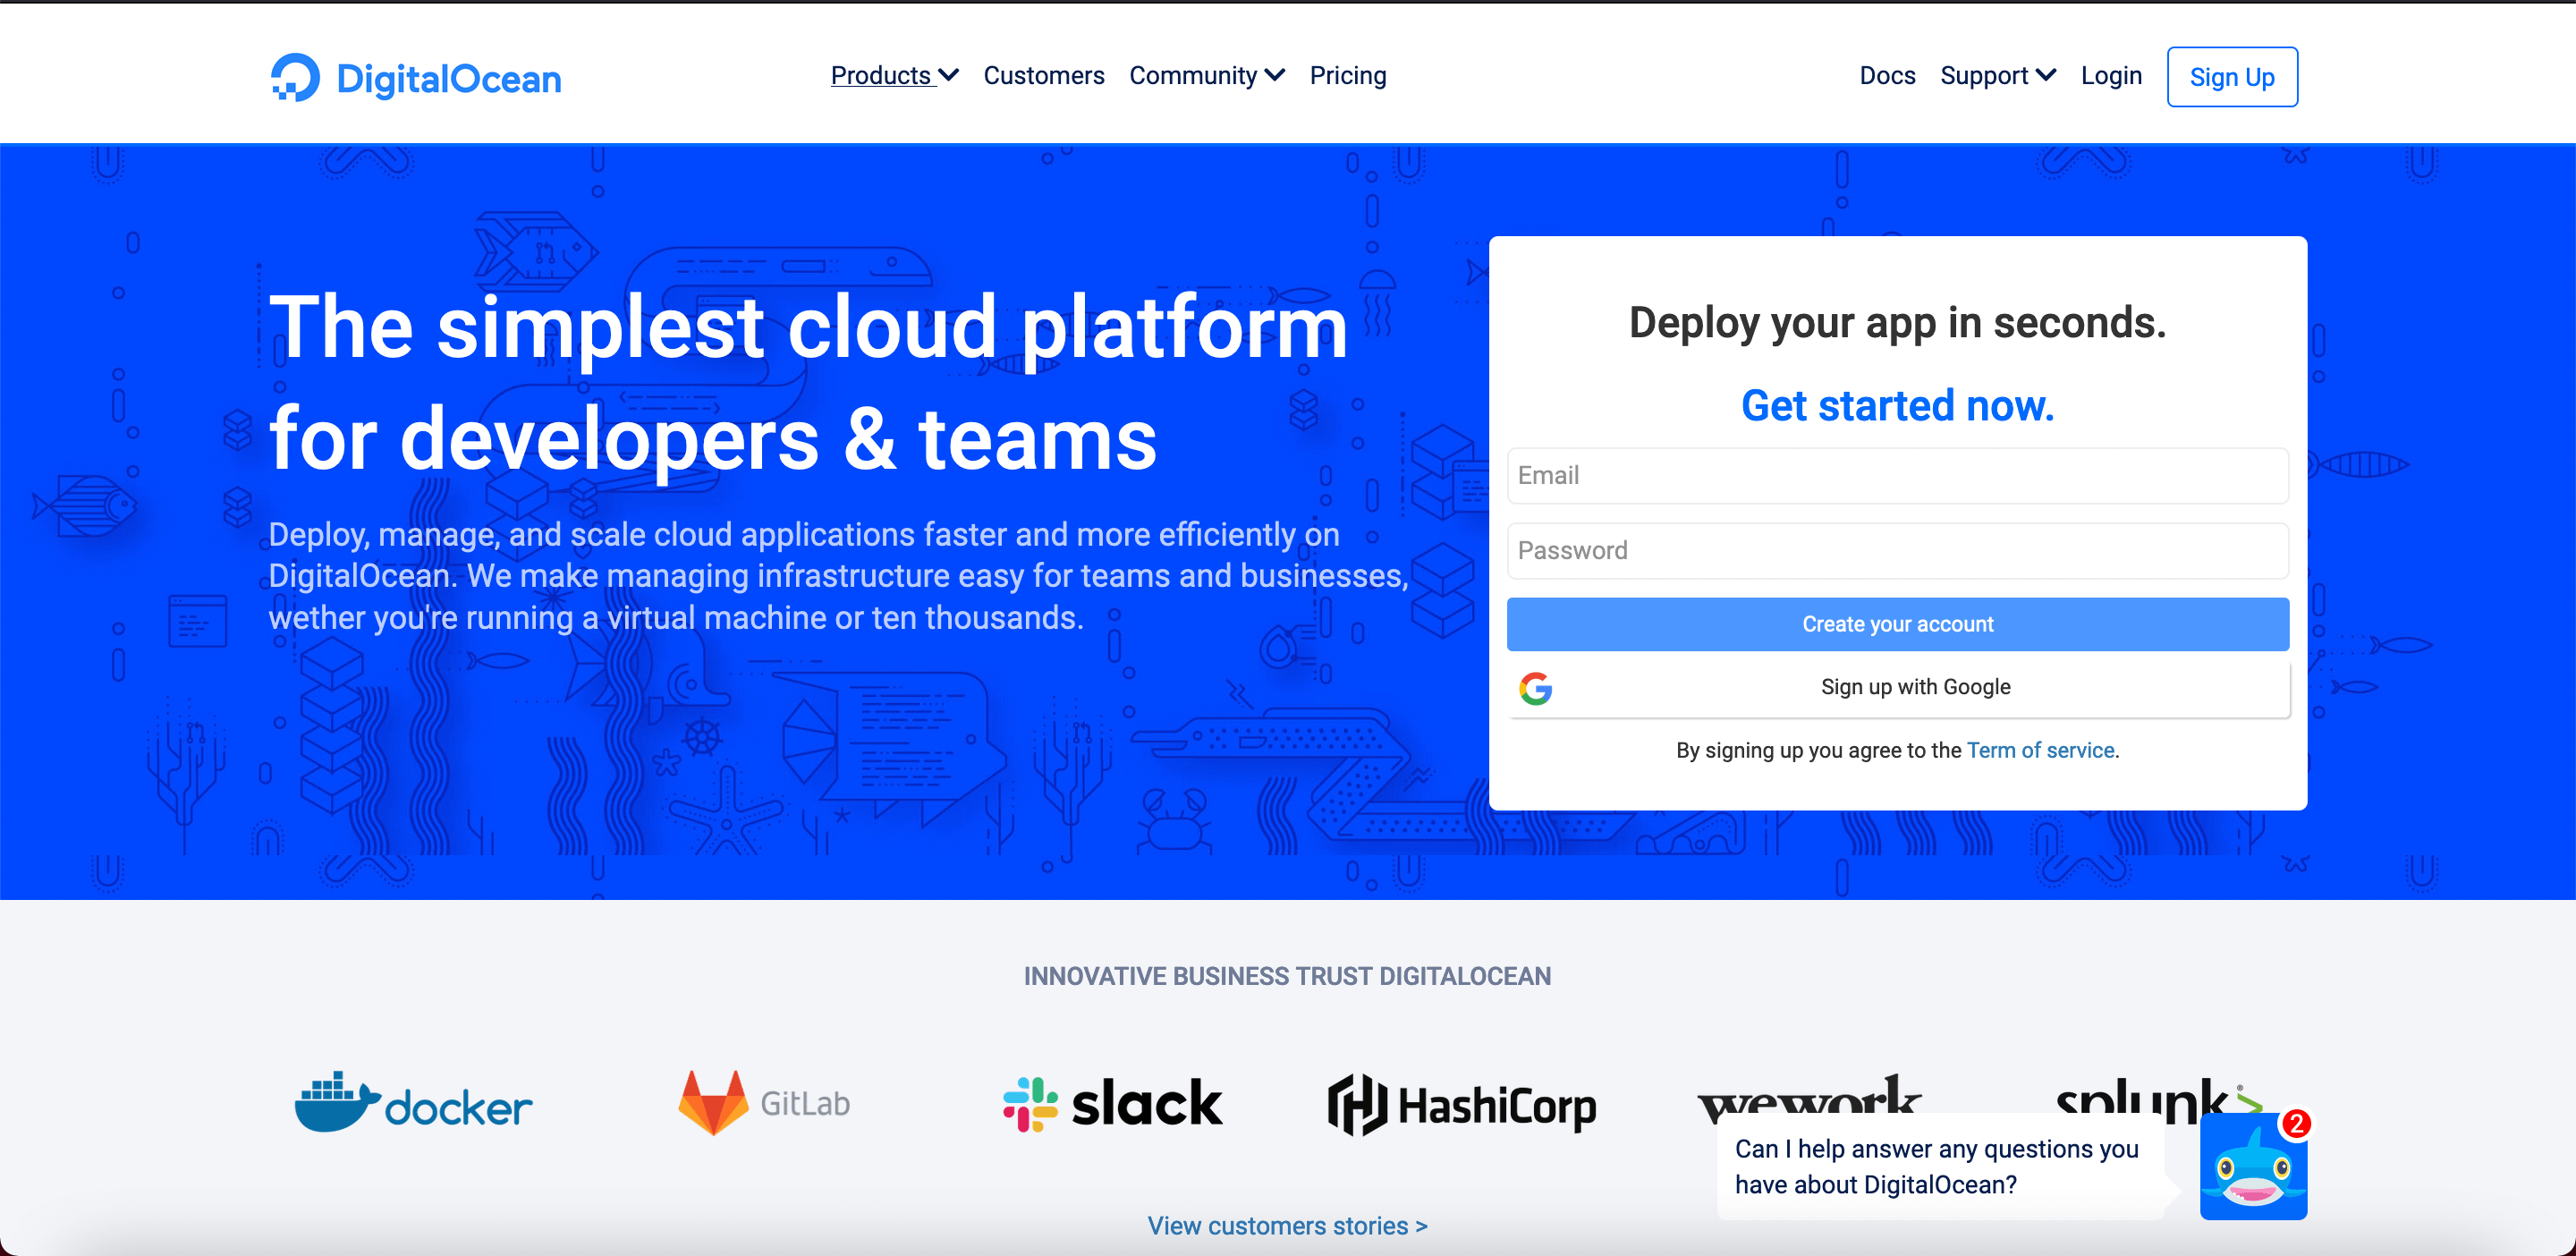 DigitalOcean
Products Customers Community Pricing
Docs Support Login Sign Up
The simplest cloud platform
for developers & teams
Deploy, manage, and scale cloud applications faster and more efficiently on
DigitalOcean. We make managing infrastructure easy for teams and businesses,
wether you're running a virtual machine or ten thousands.
Deploy your app in seconds.
Get started now.
Email
Password
Create your account
Sign up with Google
By signing up you agree to the Term of service.
INNOVATIVE BUSINESS TRUST DIGITALOCEAN
docker GitLab slack HashiCorp wework splunk>
Can I help answer any questions you
have about DigitalOcean?
2
View customers stories >